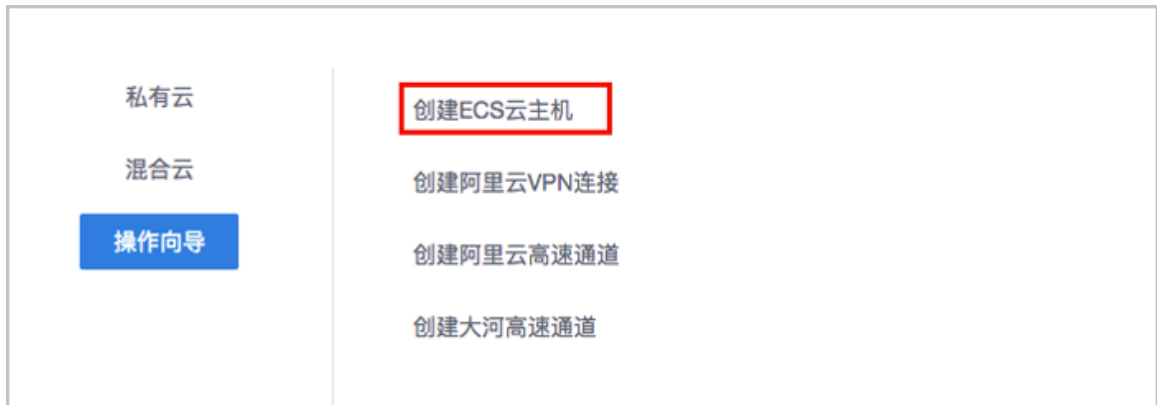 私有云
混合云
操作向导
创建ECS云主机
创建阿里云VPN连接
创建阿里云高速通道
创建大河高速通道